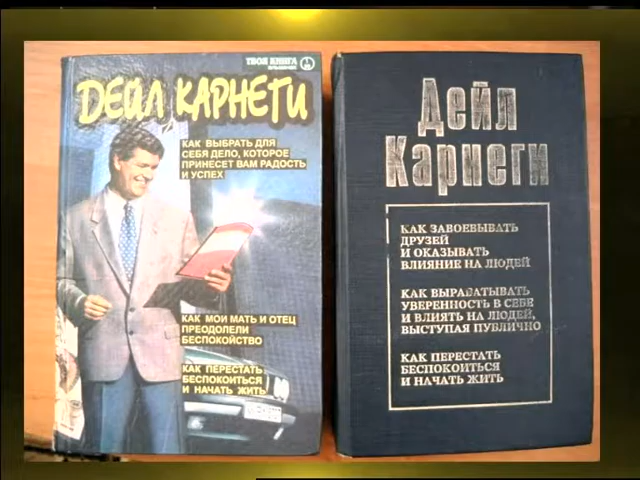 ТВОЯ КНИГА
ДЕЙЛ КАРНЕГИ
КАК ВЫБРАТЬ ДЛЯ
СЕБЯ ДЕЛО, КОТОРОЕ
ПРИНЕСЕТ ВАМ РАДОСТЬ
И УСПЕХ
КАК МОИ МАТЬ И ОТЕЦ
ПРЕОДОЛЕЛИ
БЕСПОКОЙСТВО
КАК ПЕРЕСТАТЬ
БЕСПОКОИТЬСЯ
И НАЧАТЬ ЖИТЬ
Дейл
Карнеги
КАК ЗАВОЕВЫВАТЬ
ДРУЗЕЙ
И ОКАЗЫВАТЬ
ВЛИЯНИЕ НА ЛЮДЕЙ
КАК ВЫРАБАТЫВАТЬ
УВЕРЕННОСТЬ В СЕБЕ
И ВЛИЯТЬ НА ЛЮДЕЙ,
ВЫСТУПАЯ ПУБЛИЧНО
КАК ПЕРЕСТАТЬ
БЕСПОКОИТЬСЯ
И НАЧАТЬ ЖИТЬ